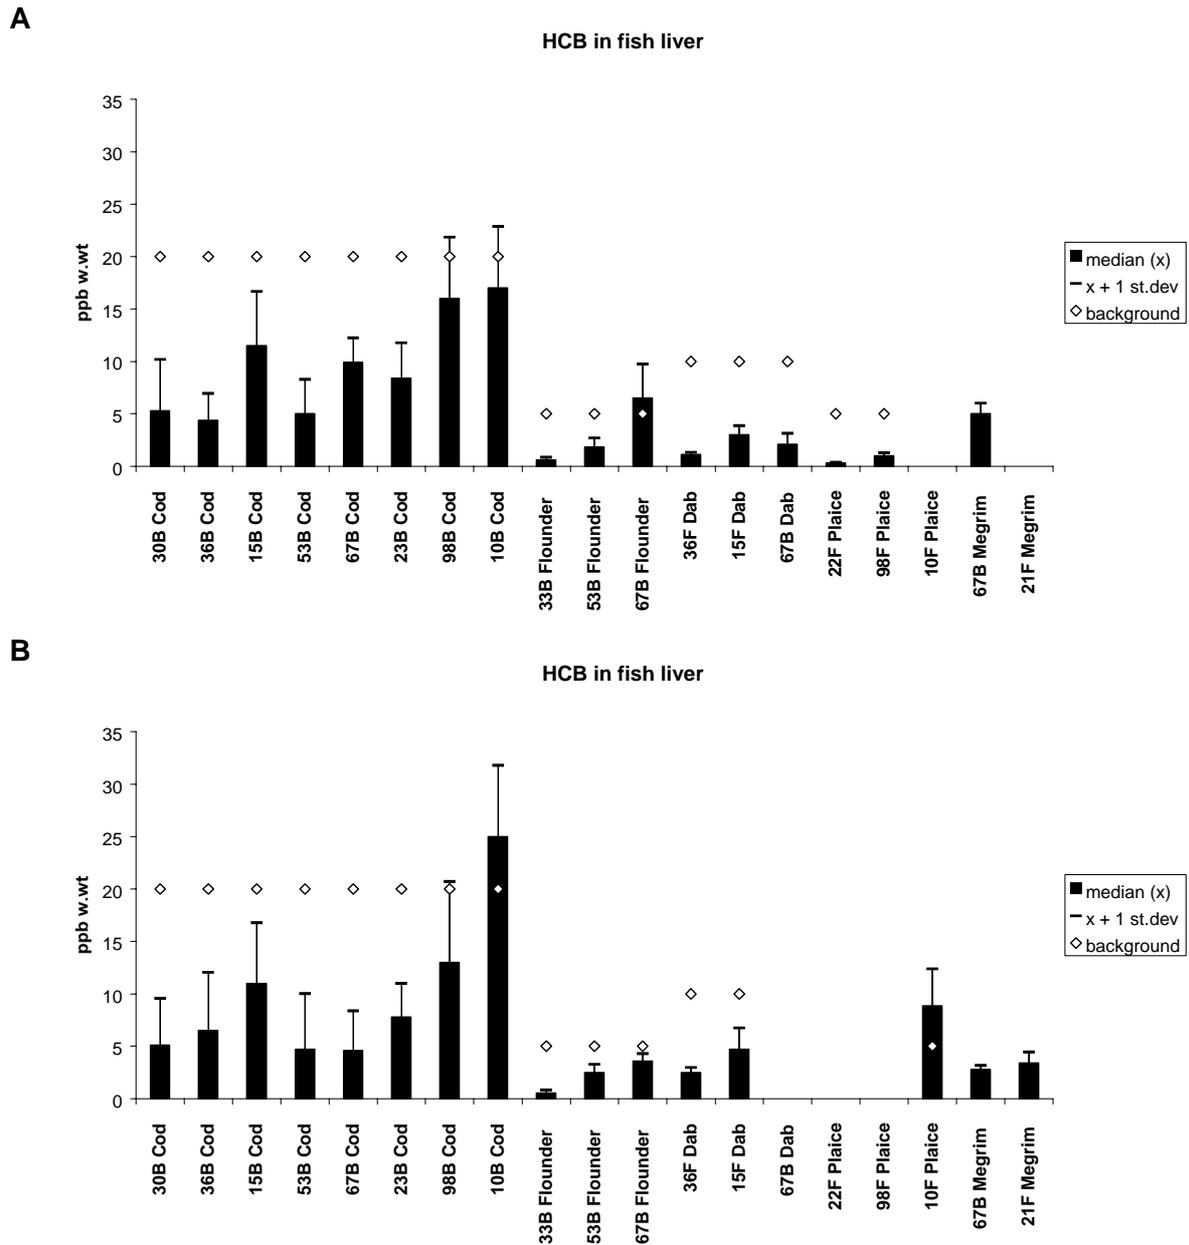 A
HCB in fish liver
35
30
25
20
15
10
5
0
ppb w.wt
median (x)
x + 1 st.dev
background
30B Cod
36B Cod
15B Cod
53B Cod
67B Cod
23B Cod
98B Cod
10B Cod
33B Flounder
53B Flounder
67B Flounder
36F Dab
15F Dab
67B Dab
22F Plaice
98F Plaice
10F Plaice
67B Megrim
21F Megrim
B
HCB in fish liver
35
30
25
20
15
10
5
0
ppb w.wt
median (x)
x + 1 st.dev
background
30B Cod
36B Cod
15B Cod
53B Cod
67B Cod
23B Cod
98B Cod
10B Cod
33B Flounder
53B Flounder
67B Flounder
36F Dab
15F Dab
67B Dab
22F Plaice
98F Plaice
10F Plaice
67B Megrim
21F Megrim